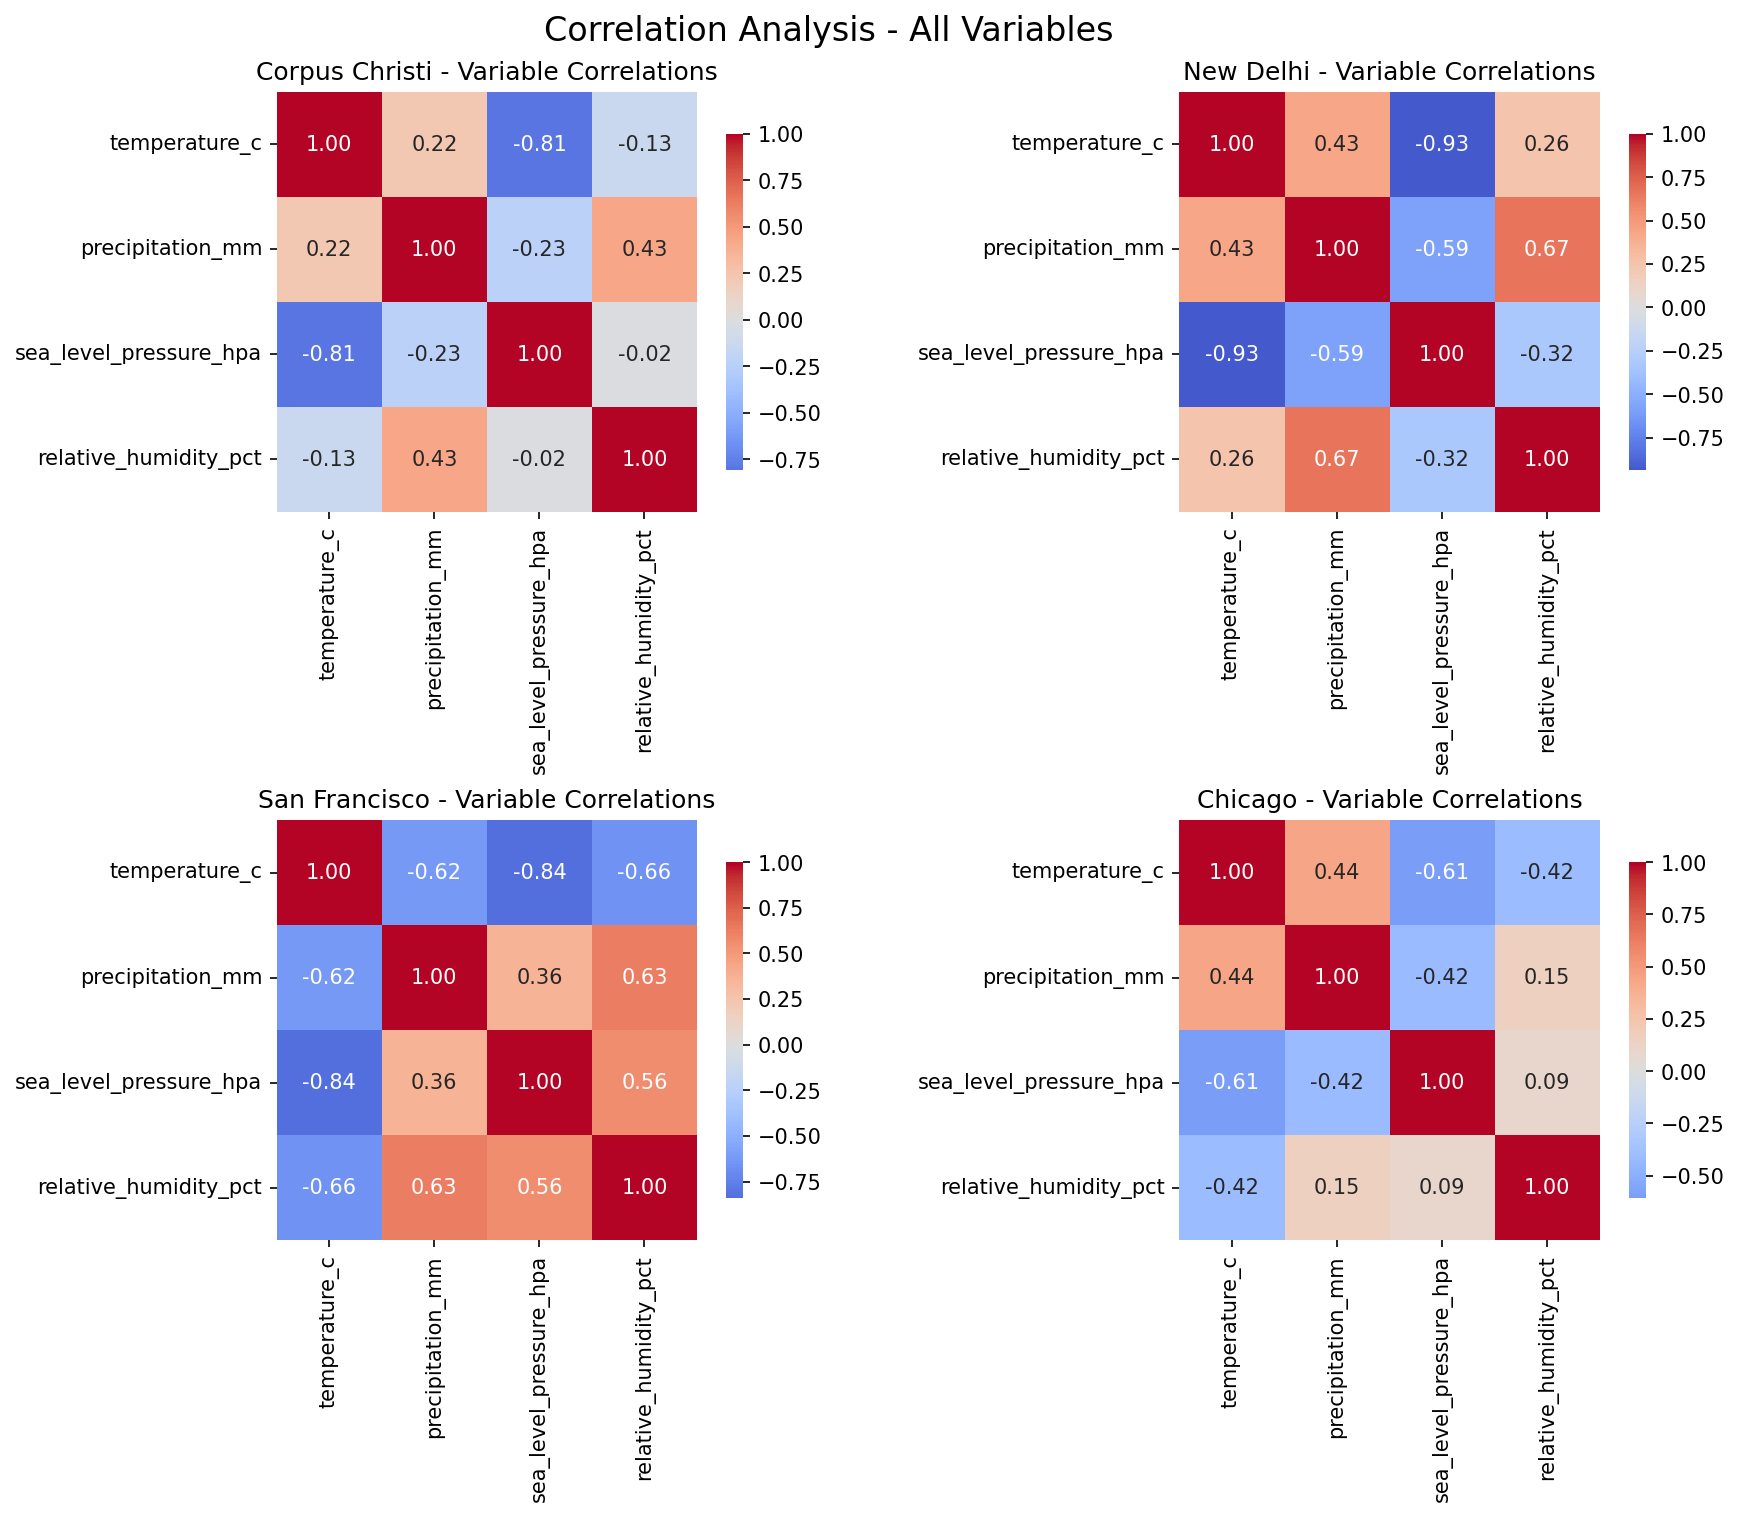 Correlation Analysis - All Variables
Corpus Christi - Variable Correlations
temperature_c
precipitation_mm
sea_level_pressure_hpa
relative_humidity_pct
1.00 0.22 -0.81 -0.13
0.22 1.00 -0.23 0.43
-0.81 -0.23 1.00 -0.02
-0.13 0.43 -0.02 1.00
temperature_c
precipitation_mm
sea_level_pressure_hpa
relative_humidity_pct
1.00
0.75
0.50
0.25
0.00
−0.25
−0.50
−0.75
New Delhi - Variable Correlations
temperature_c
precipitation_mm
sea_level_pressure_hpa
relative_humidity_pct
1.00 0.43 -0.93 0.26
0.43 1.00 -0.59 0.67
-0.93 -0.59 1.00 -0.32
0.26 0.67 -0.32 1.00
temperature_c
precipitation_mm
sea_level_pressure_hpa
relative_humidity_pct
1.00
0.75
0.50
0.25
0.00
−0.25
−0.50
−0.75
San Francisco - Variable Correlations
temperature_c
precipitation_mm
sea_level_pressure_hpa
relative_humidity_pct
1.00 -0.62 -0.84 -0.66
-0.62 1.00 0.36 0.63
-0.84 0.36 1.00 0.56
-0.66 0.63 0.56 1.00
temperature_c
precipitation_mm
sea_level_pressure_hpa
relative_humidity_pct
1.00
0.75
0.50
0.25
0.00
−0.25
−0.50
−0.75
Chicago - Variable Correlations
temperature_c
precipitation_mm
sea_level_pressure_hpa
relative_humidity_pct
1.00 0.44 -0.61 -0.42
0.44 1.00 -0.42 0.15
-0.61 -0.42 1.00 0.09
-0.42 0.15 0.09 1.00
temperature_c
precipitation_mm
sea_level_pressure_hpa
relative_humidity_pct
1.00
0.75
0.50
0.25
0.00
−0.25
−0.50